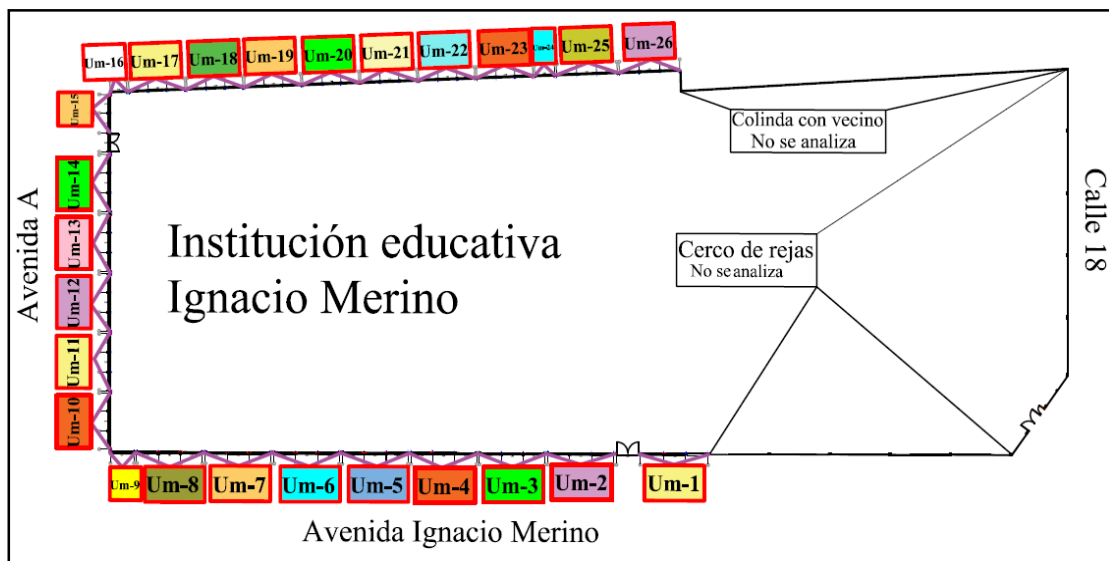 Um-16
Um-17
Um-18
Um-19
Um-20
Um-21
Um-22
Um-23
Um-24
Um-25
Um-26
Um-15
Colinda con vecino
No se analiza
Um-14
Avenida A
Calle 18
Um-13
Institución educativa
Ignacio Merino
Cerco de rejas
No se analiza
Um-12
Um-11
Um-10
Um-9
Um-8
Um-7
Um-6
Um-5
Um-4
Um-3
Um-2
Um-1
Avenida Ignacio Merino